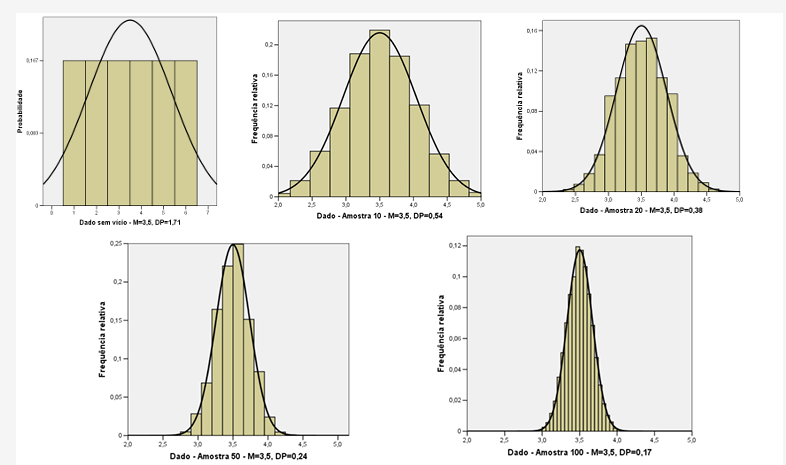 Probabilidade
0,167
0,083
0
0 1 2 3 4 5 6 7
Dado sem vício - M=3,5, DP=1,71
Frequência relativa
0,2
0,16
0,12
0,08
0,04
0
2,0 2,5 3,0 3,5 4,0 4,5 5,0
Dado - Amostra 10 - M=3,5, DP=0,54
Frequência relativa
0,16
0,12
0,08
0,04
0
2,0 2,5 3,0 3,5 4,0 4,5 5,0
Dado - Amostra 20 - M=3,5, DP=0,38
Frequência relativa
0,25
0,2
0,15
0,1
0,05
0
2,0 2,5 3,0 3,5 4,0 4,5 5,0
Dado - Amostra 50 - M=3,5, DP=0,24
Frequência relativa
0,12
0,1
0,08
0,06
0,04
0,02
0
2,0 2,5 3,0 3,5 4,0 4,5 5,0
Dado - Amostra 100 - M=3,5, DP=0,17